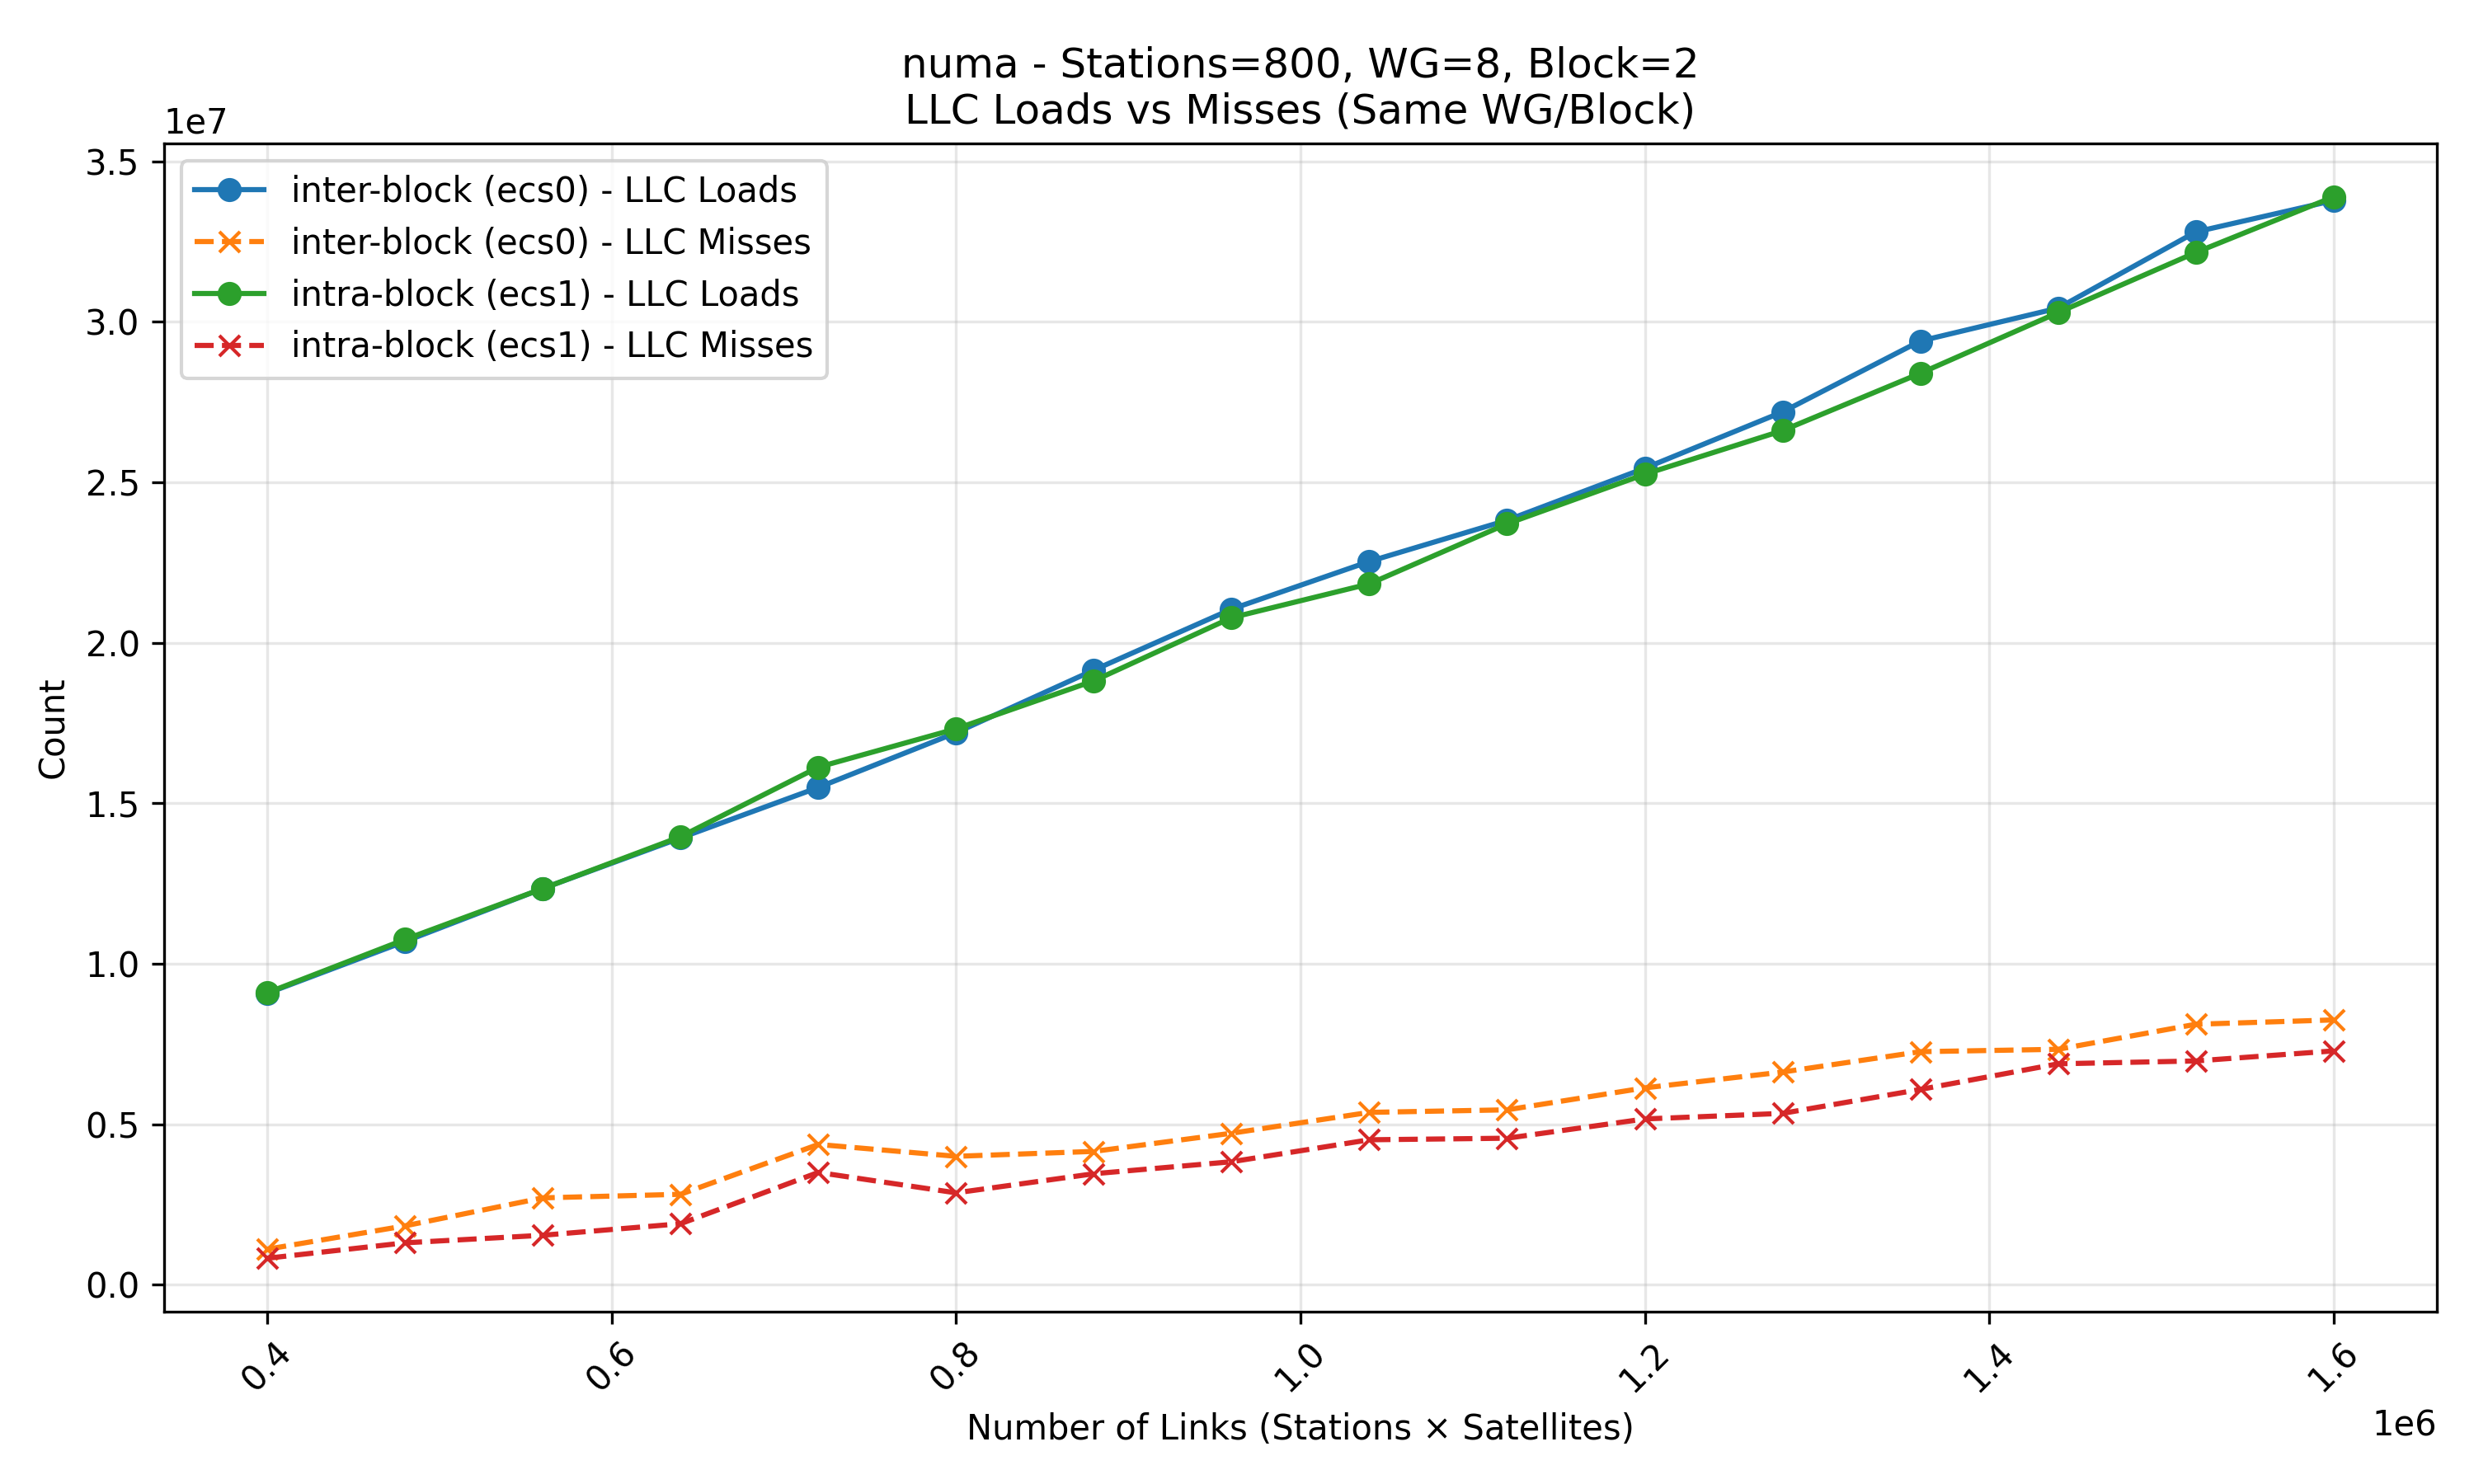 numa - Stations=800, WG=8, Block=2
LLC Loads vs Misses (Same WG/Block)
1e7
3.5
3.0
2.5
2.0
1.5
1.0
0.5
0.0
Count
inter-block (ecs0) - LLC Loads
inter-block (ecs0) - LLC Misses
intra-block (ecs1) - LLC Loads
intra-block (ecs1) - LLC Misses
0.4
0.6
0.8
1.0
1.2
1.4
1.6
1e6
Number of Links (Stations × Satellites)